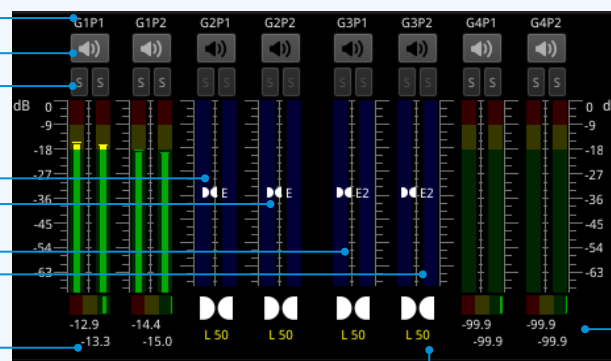 G1P1 G1P2 G2P1 G2P2 G3P1 G3P2 G4P1 G4P2
S S S S S S S S S S S S S S S S
dB 0 0 d
-9 -9
-18 -18
-27 -27
-36 E E E2 E2 -36
-45 -45
-54 -54
-63 -63
-12.9 -14.4 L 50 L 50 L 50 L 50 -99.9 -99.9
-13.3 -15.0 -99.9 -99.9